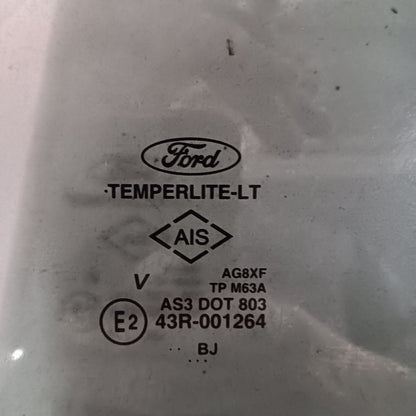 Ford
TEMPERLITE-LT
AIS
AG8XF
V TP M63A
AS3 DOT 803
E2 43R-001264
BJ